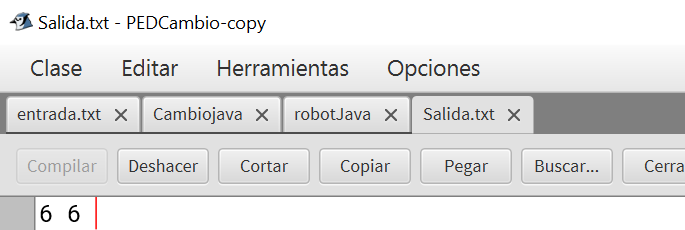 Salida.txt - PEDCambio-copy
Clase Editar Herramientas Opciones
entrada.txt Cambiojava robotJava Salida.txt
Compilar Deshacer Cortar Copiar Pegar Buscar... Cerra
6 6